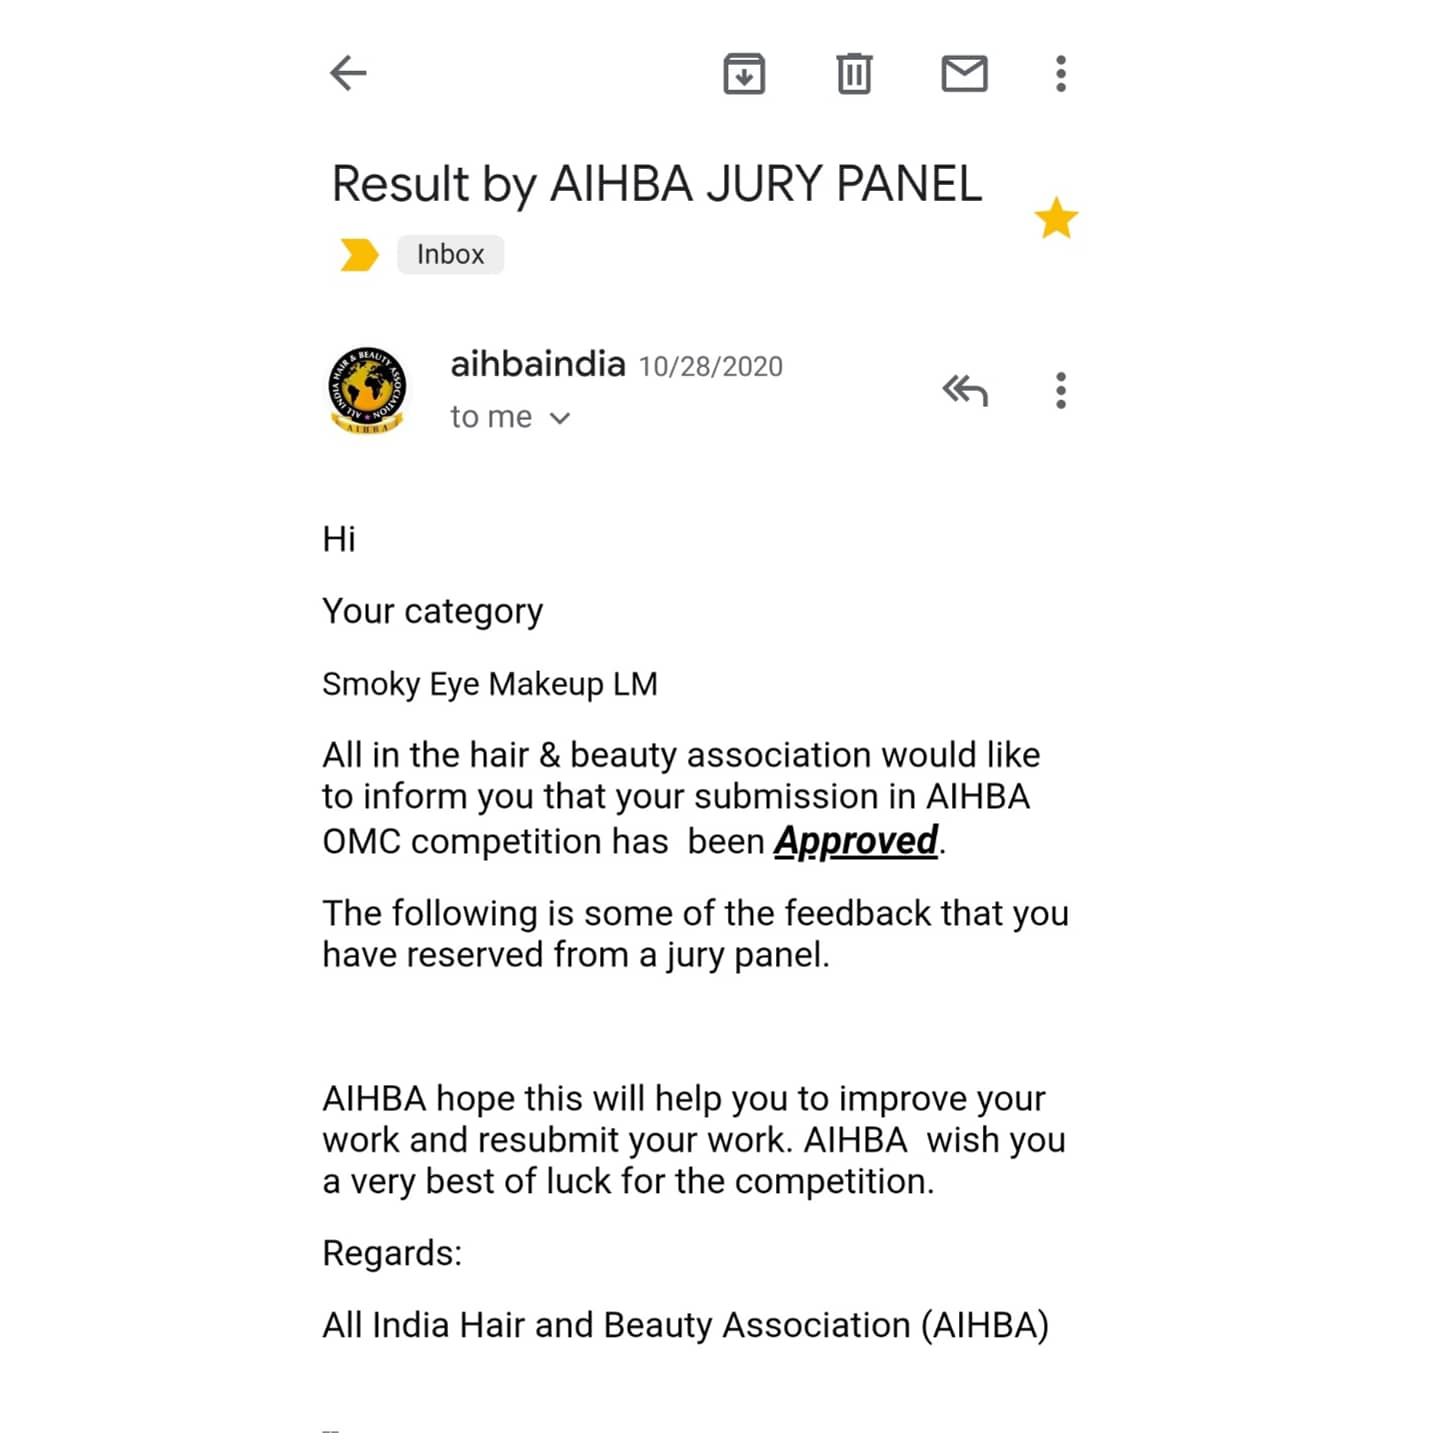 Result by AIHBA JURY PANEL
Inbox
aihbaindia 10/28/2020
to me
ALL INDIA HAIR & BEAUTY ASSOCIATION
AIHBA
Hi
Your category
Smoky Eye Makeup LM
All in the hair & beauty association would like
to inform you that your submission in AIHBA
OMC competition has  been Approved.
The following is some of the feedback that you
have reserved from a jury panel.
AIHBA hope this will help you to improve your
work and resubmit your work. AIHBA  wish you
a very best of luck for the competition.
Regards:
All India Hair and Beauty Association (AIHBA)
--